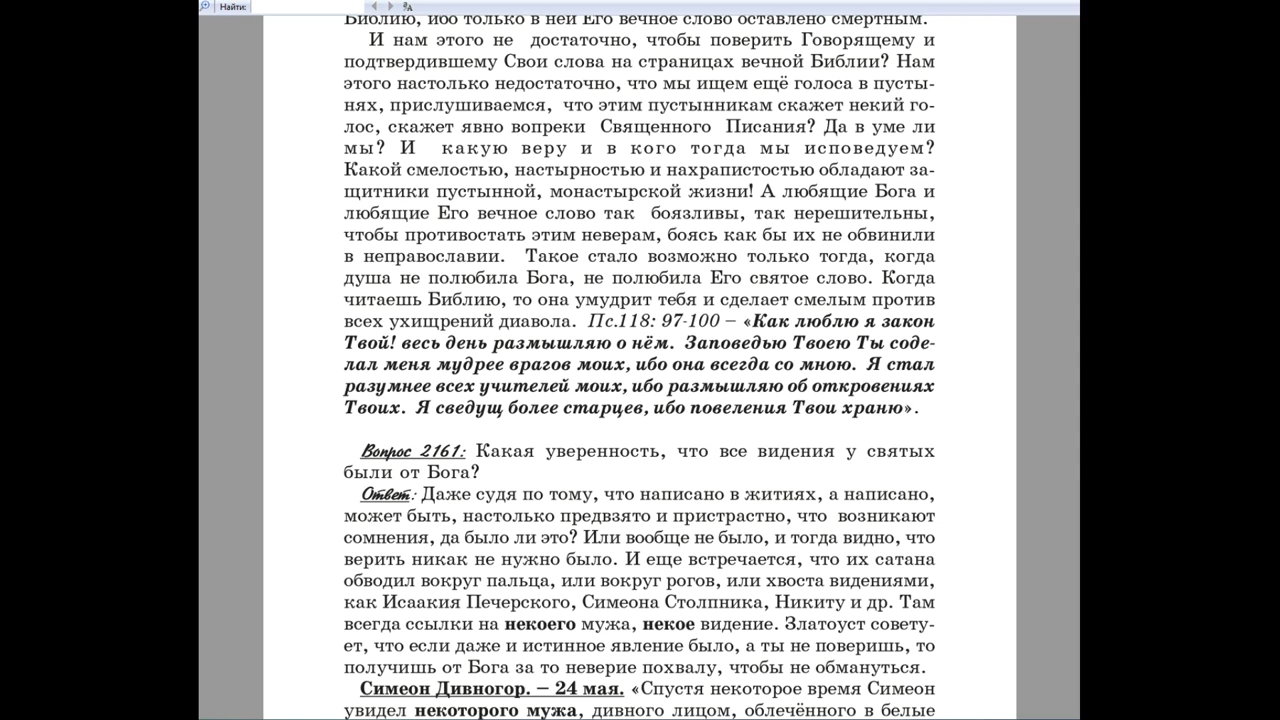 Найти:
Библию, ибо только в ней Его вечное слово оставлено смертным.
И нам этого не достаточно, чтобы поверить Говорящему и
подтвердившему Свои слова на страницах вечной Библии? Нам
этого настолько недостаточно, что мы ищем ещё голоса в пусты-
нях, прислушиваемся, что этим пустынникам скажет некий го-
лос, скажет явно вопреки Священного Писания? Да в уме ли
мы? И какую веру и в кого тогда мы исповедуем?
Какой смелостью, настырностью и нахрапистостью обладают за-
щитники пустынной, монастырской жизни! А любящие Бога и
любящие Его вечное слово так боязливы, так нерешительны,
чтобы противостать этим неверам, боясь как бы их не обвинили
в неправославии. Такое стало возможно только тогда, когда
душа не полюбила Бога, не полюбила Его святое слово. Когда
читаешь Библию, то она умудрит тебя и сделает смелым против
всех ухищрений диавола. Пс.118: 97-100 – «Как люблю я закон
Твой! весь день размышляю о нём. Заповедью Твоею Ты соде-
лал меня мудрее врагов моих, ибо она всегда со мною. Я стал
разумнее всех учителей моих, ибо размышляю об откровениях
Твоих. Я сведущ более старцев, ибо повеления Твои храню».
Вопрос 2161: Какая уверенность, что все видения у святых
были от Бога?
Ответ: Даже судя по тому, что написано в житиях, а написано,
может быть, настолько предвзято и пристрастно, что возникают
сомнения, да было ли это? Или вообще не было, и тогда видно, что
верить никак не нужно было. И еще встречается, что их сатана
обводил вокруг пальца, или вокруг рогов, или хвоста видениями,
как Исаакия Печерского, Симеона Столпника, Никиту и др. Там
всегда ссылки на некоего мужа, некое видение. Златоуст совету-
ет, что если даже и истинное явление было, а ты не поверишь, то
получишь от Бога за то неверие похвалу, чтобы не обмануться.
Симеон Дивногор. – 24 мая. «Спустя некоторое время Симеон
увидел некоторого мужа, дивного лицом, облечённого в белые